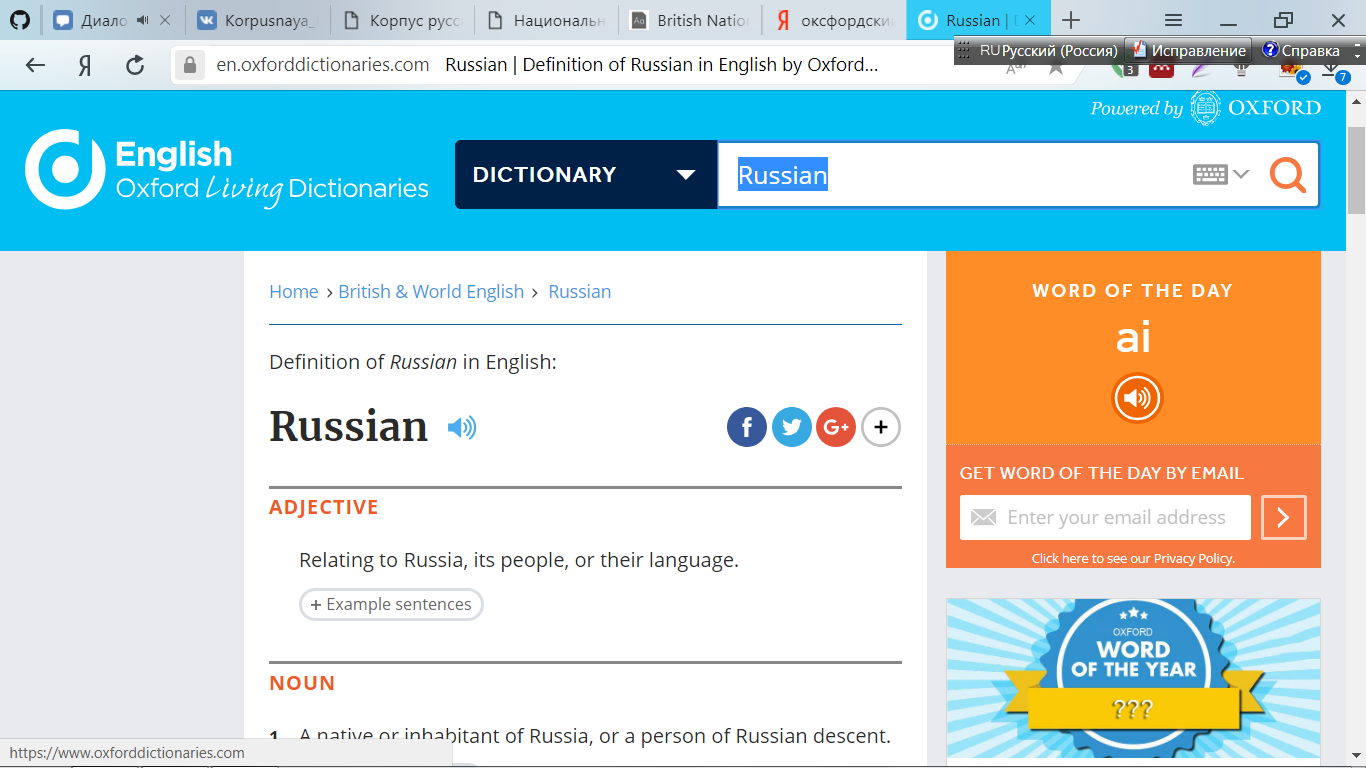 Диало
Korpusnaya_
Корпус русс
Национальн
British Nation
оксфордский
Russian | D
RU Русский (Россия) Исправление Справка
en.oxforddictionaries.com Russian | Definition of Russian in English by Oxford...
3
7
Powered by OXFORD
English
Oxford Living Dictionaries
DICTIONARY
Russian
Home › British & World English › Russian
Definition of Russian in English:
Russian
ADJECTIVE
Relating to Russia, its people, or their language.
+ Example sentences
NOUN
1 A native or inhabitant of Russia, or a person of Russian descent.
WORD OF THE DAY
ai
GET WORD OF THE DAY BY EMAIL
Enter your email address
Click here to see our Privacy Policy.
OXFORD
WORD
OF THE YEAR
???
https://www.oxforddictionaries.com